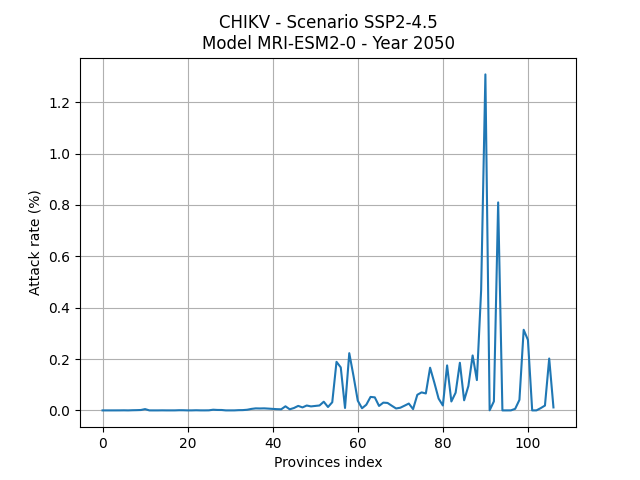 CHIKV - Scenario SSP2-4.5
Model MRI-ESM2-0 - Year 2050
Attack rate (%)
1.2
1.0
0.8
0.6
0.4
0.2
0.0
0 20 40 60 80 100
Provinces index